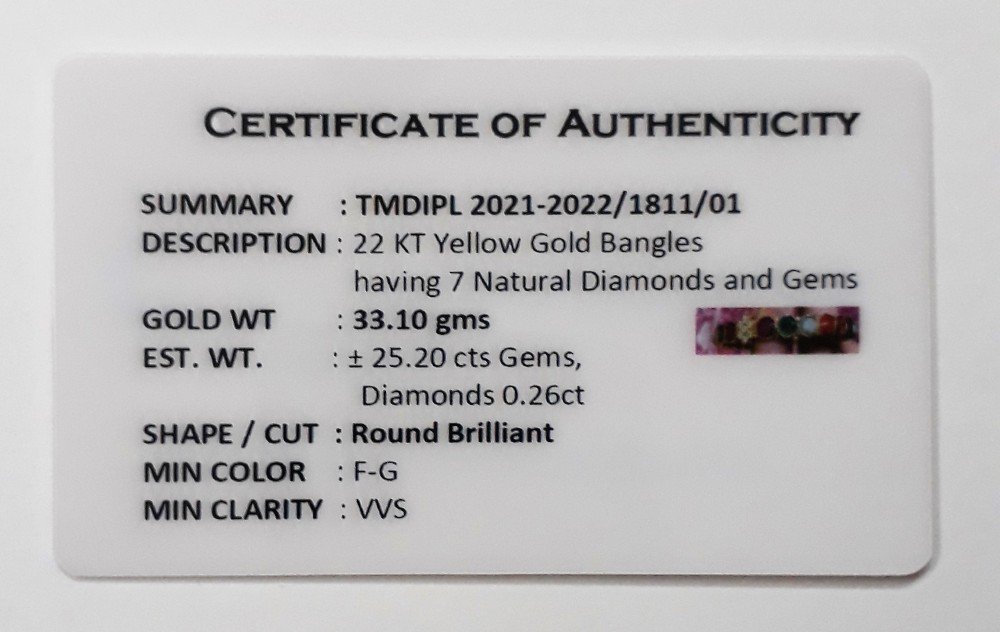 CERTIFICATE OF AUTHENTICITY
SUMMARY : TMDIPL 2021-2022/1811/01
DESCRIPTION : 22 KT Yellow Gold Bangles
having 7 Natural Diamonds and Gems
GOLD WT : 33.10 gms
EST. WT. : ± 25.20 cts Gems,
Diamonds 0.26ct
SHAPE / CUT : Round Brilliant
MIN COLOR : F-G
MIN CLARITY : VVS